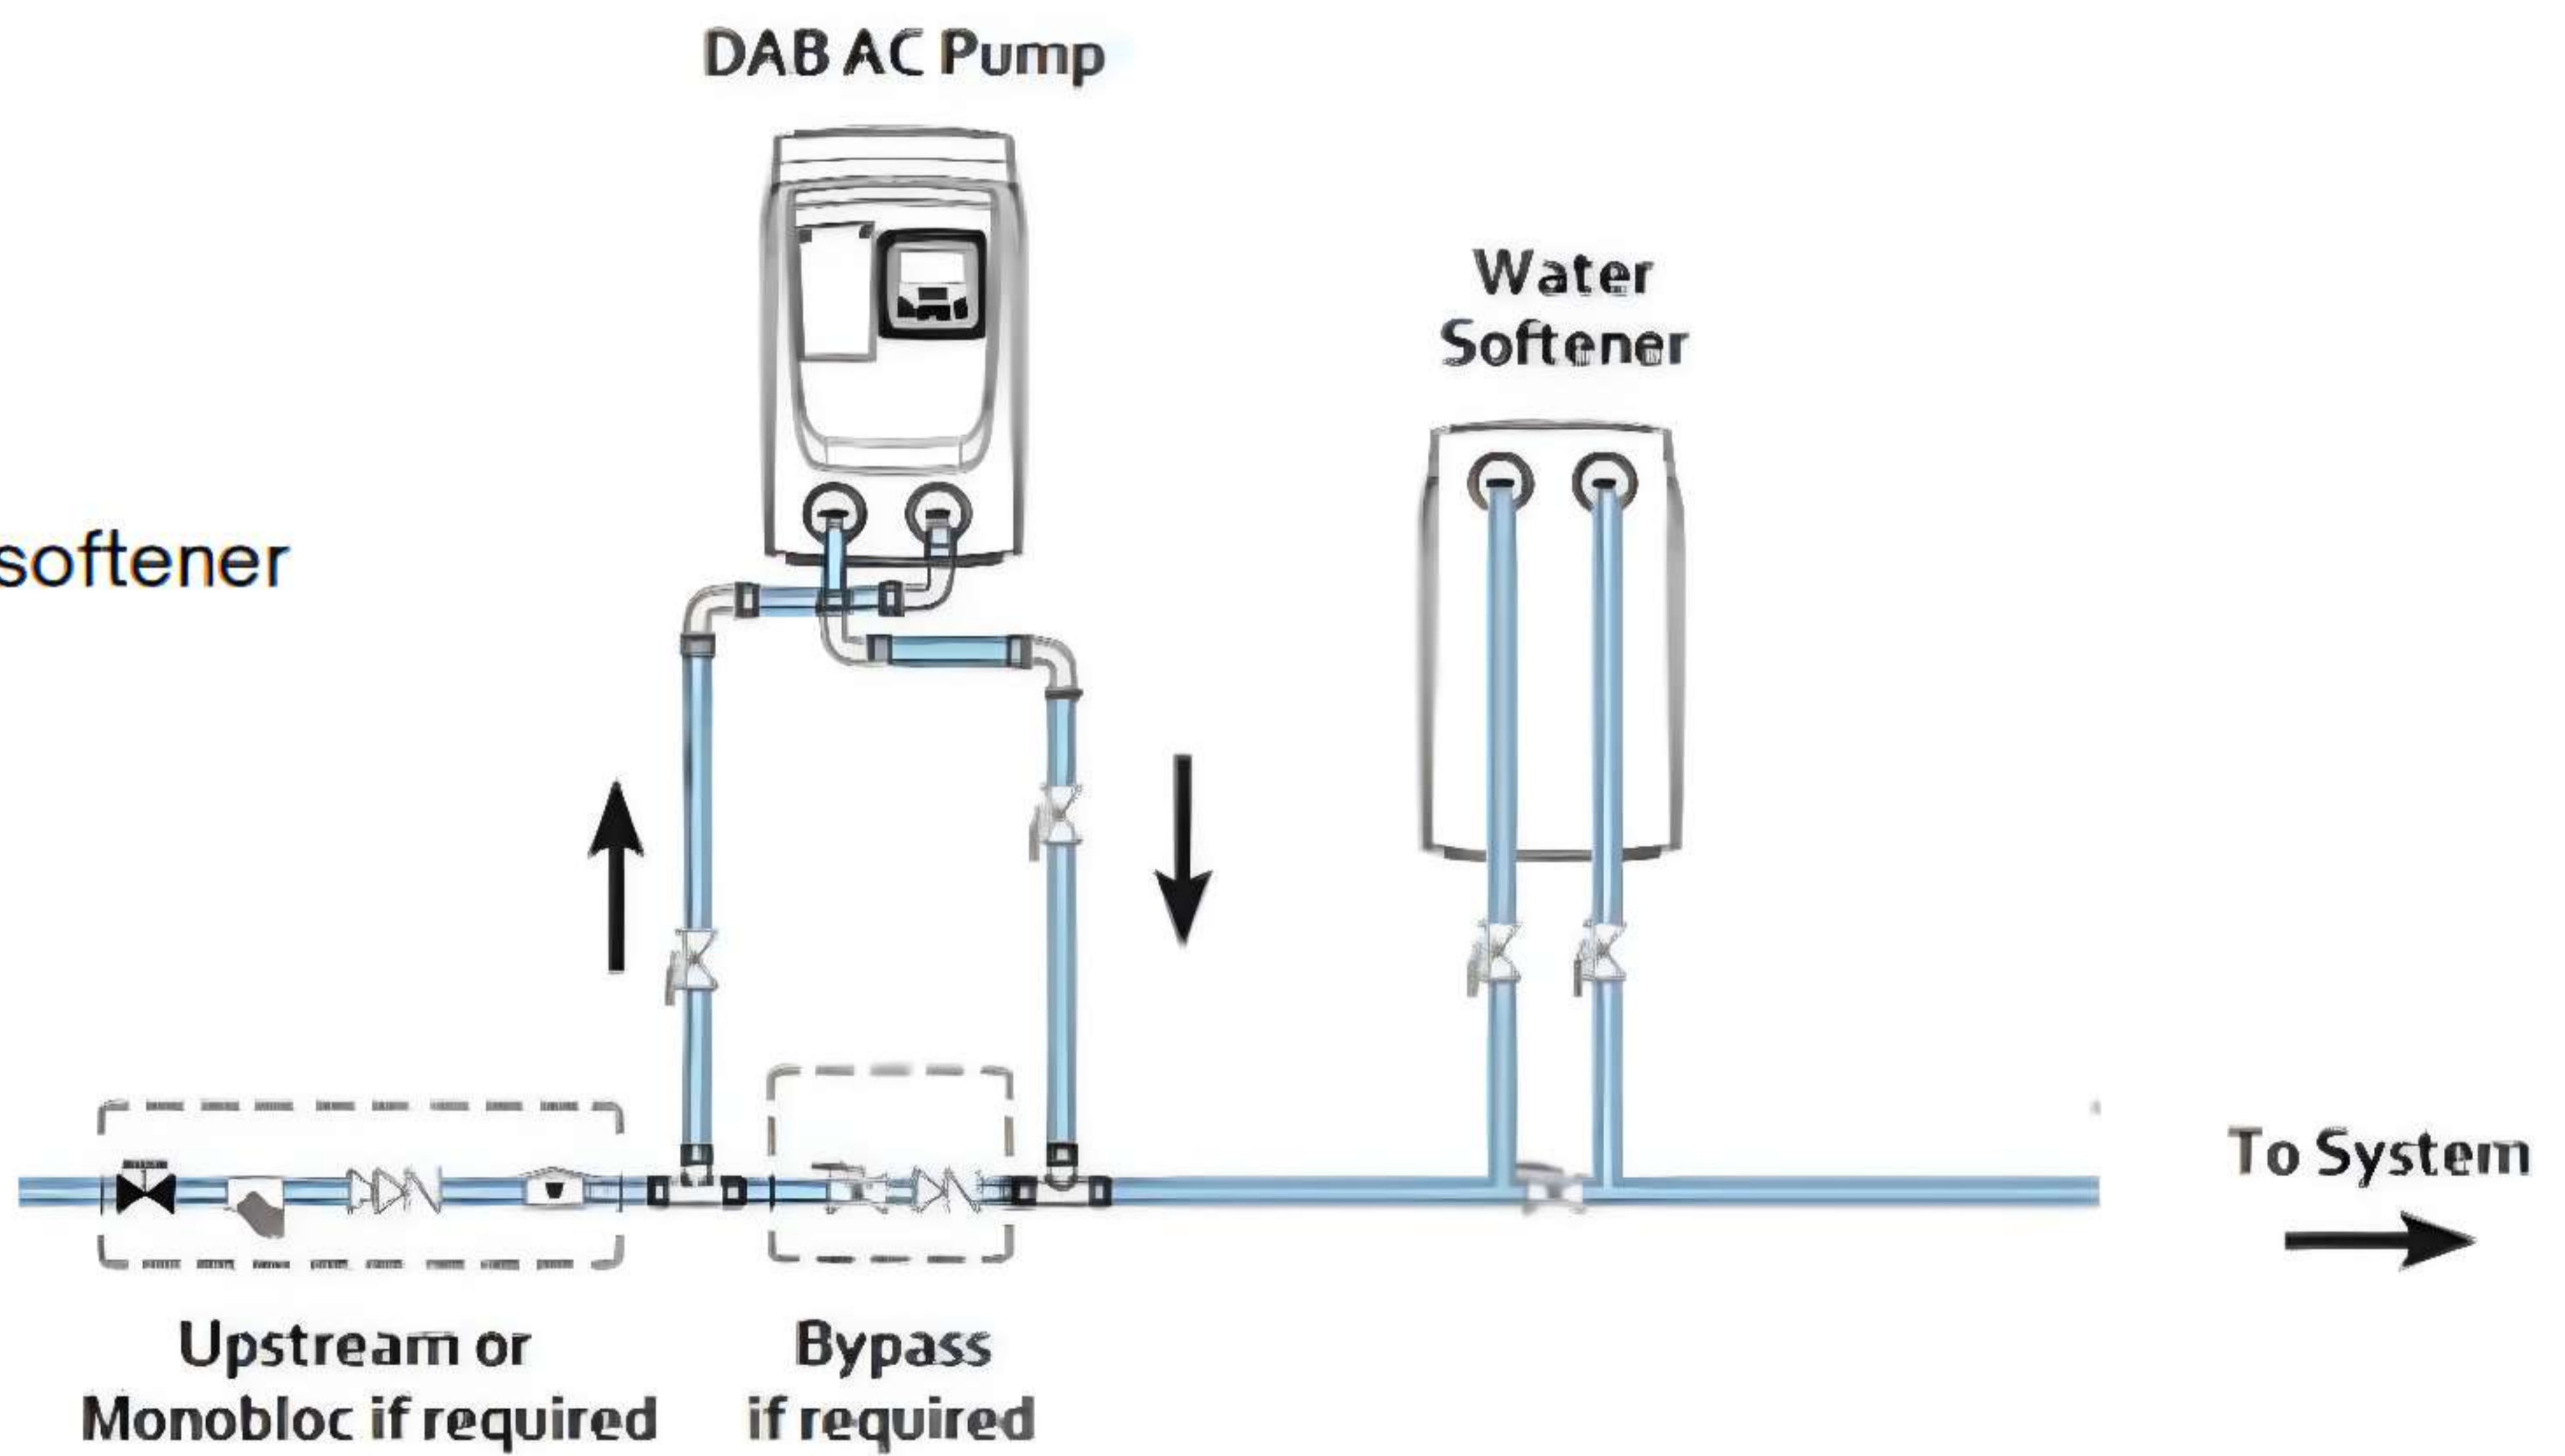 DAB AC Pump
Water
Softener
softener
To System
Upstream or
Monobloc if required
Bypass
if required